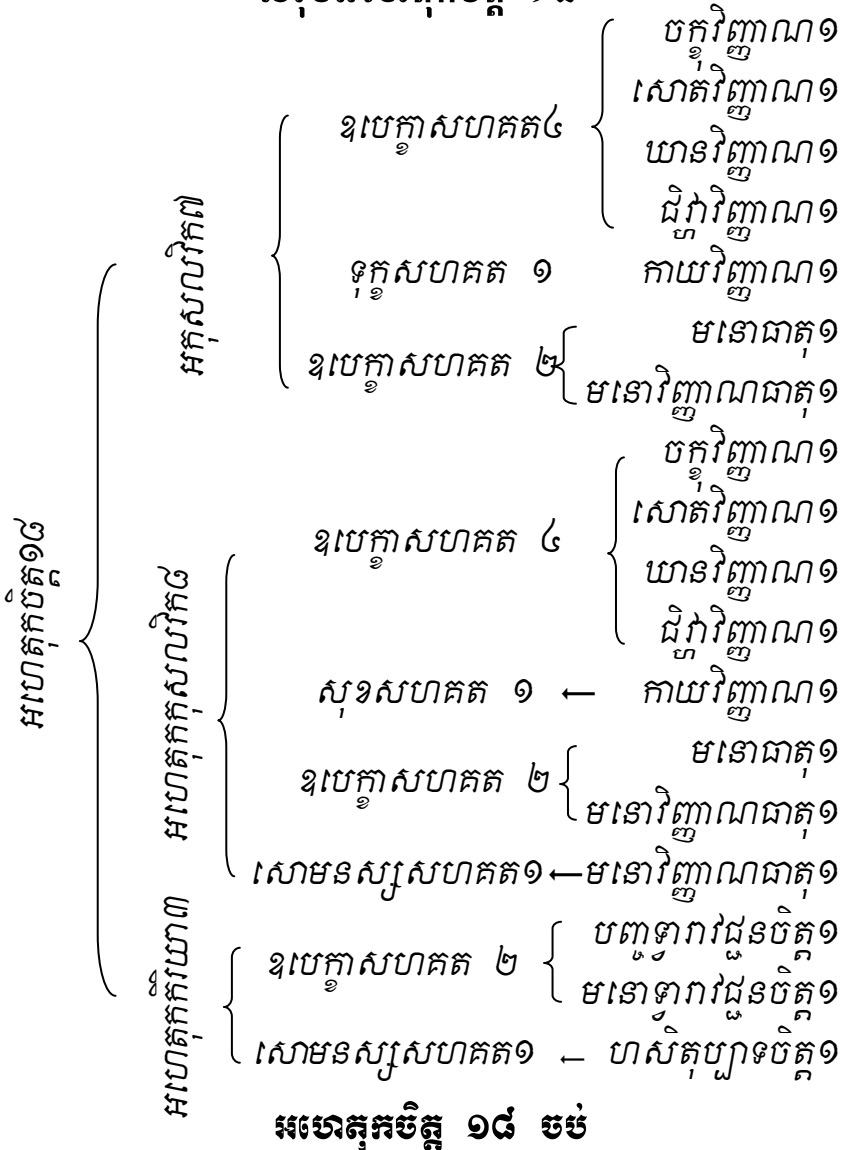 អហេតុកចិត្ត១៨
អកុសលវិក៧
ឧបេក្ខាសហគត៤
ចក្ខុវិញ្ញាណ១
សោតវិញ្ញាណ១
ឃានវិញ្ញាណ១
ជិវ្ហាវិញ្ញាណ១
ទុក្ខសហគត ១
កាយវិញ្ញាណ១
ឧបេក្ខាសហគត ២
មនោធាតុ១
មនោវិញ្ញាណធាតុ១
អហេតុកកុសលវិក៨
ឧបេក្ខាសហគត ៤
ចក្ខុវិញ្ញាណ១
សោតវិញ្ញាណ១
ឃានវិញ្ញាណ១
ជិវ្ហាវិញ្ញាណ១
សុខសហគត ១ ← កាយវិញ្ញាណ១
ឧបេក្ខាសហគត ២
មនោធាតុ១
មនោវិញ្ញាណធាតុ១
សោមនស្សសហគត១←មនោវិញ្ញាណធាតុ១
អហេតុកកិរយា៣
ឧបេក្ខាសហគត ២
បញ្ចទ្វារាវជ្ជនចិត្ត១
មនោទ្វារាវជ្ជនចិត្ត១
សោមនស្សសហគត១ ← ហសិតុប្បាទចិត្ត១
អហេតុកចិត្ត ១៨ ចប់